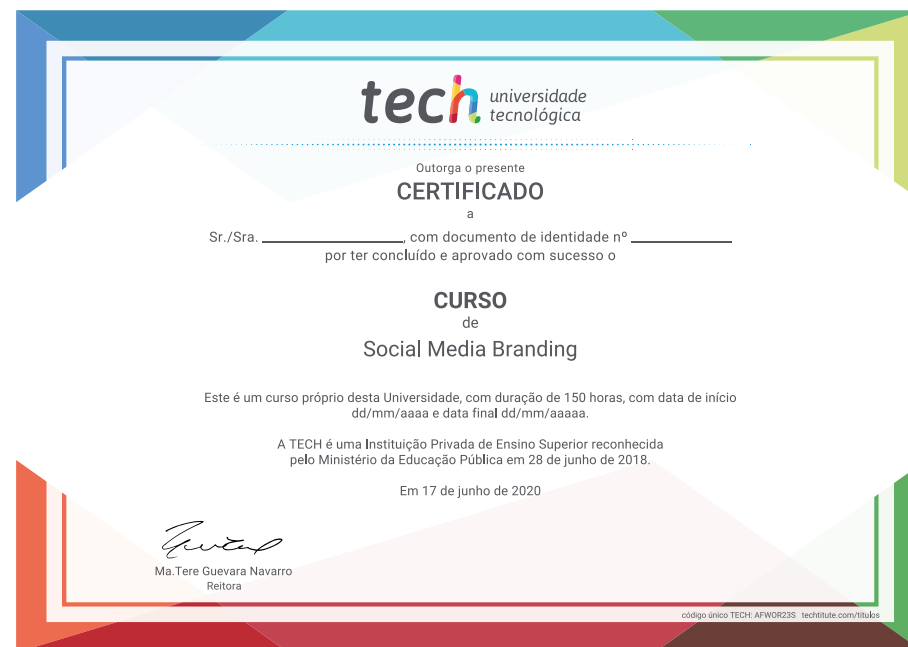 tech universidade
tecnológica
Outorga o presente
CERTIFICADO
a
Sr./Sra. ____________________, com documento de identidade nº ______________
por ter concluído e aprovado com sucesso o
CURSO
de
Social Media Branding
Este é um curso próprio desta Universidade, com duração de 150 horas, com data de início
dd/mm/aaaa e data final dd/mm/aaaaa.
A TECH é uma Instituição Privada de Ensino Superior reconhecida
pelo Ministério da Educação Pública em 28 de junho de 2018.
Em 17 de junho de 2020
Ma.Tere Guevara Navarro
Reitora
código único TECH: AFWOR23S techtitute.com/titulos